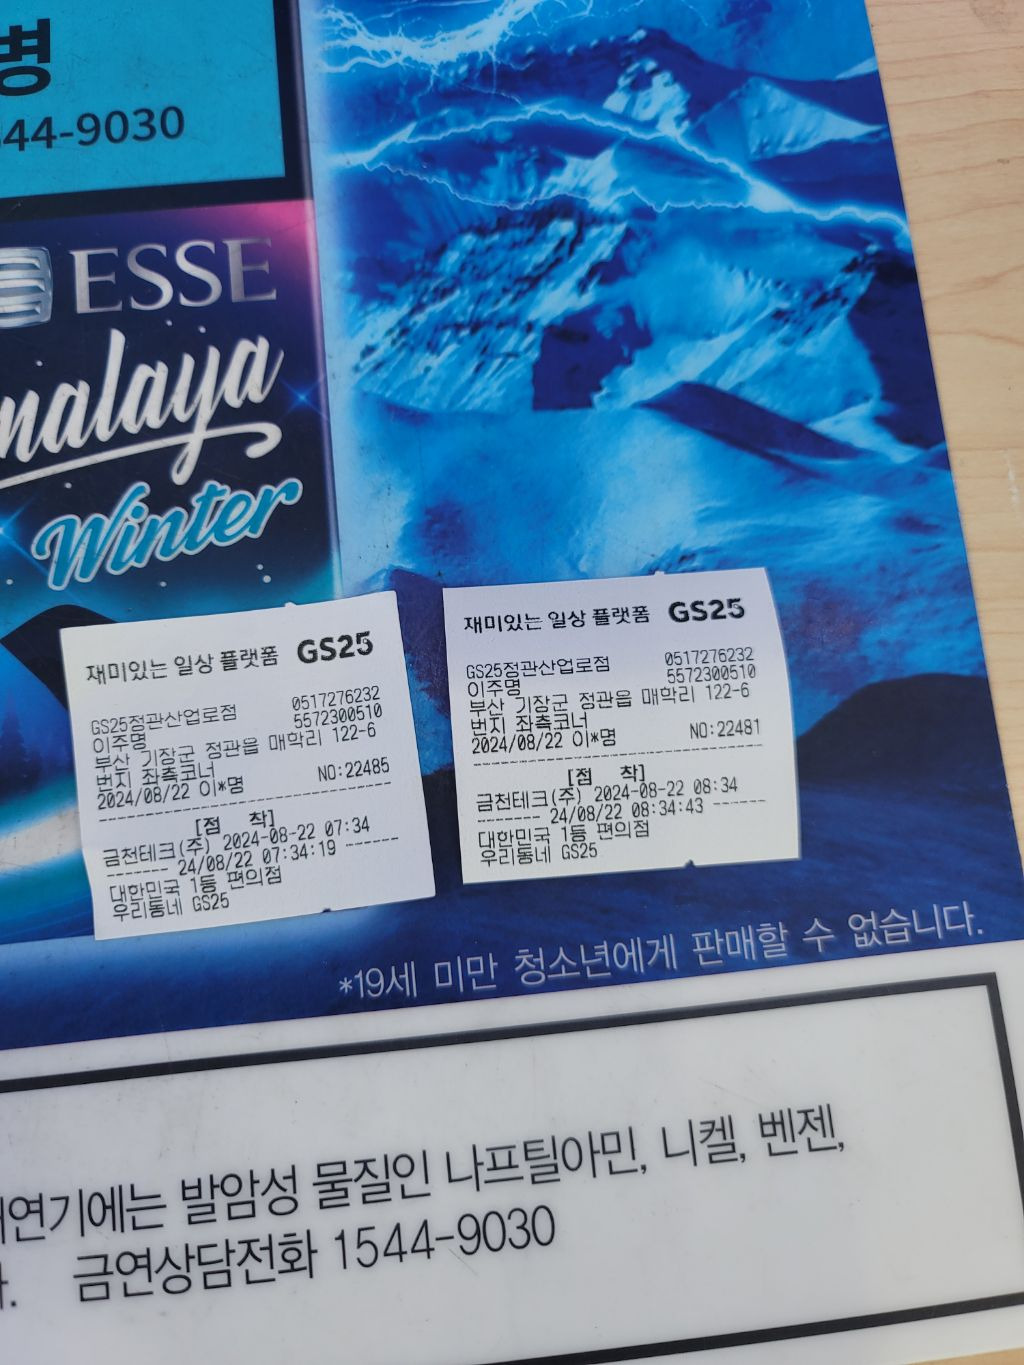 병
44-9030
ESSE
malaya
Winter
재미있는 일상 플랫폼 GS25
GS25정관산업로점 0517276232
이주명 5572300510
부산 기장군 정관읍 매학리 122-6
번지 좌측코너
2024/08/22 이*명 NO:22485
[점 착]
금천테크(주) 2024-08-22 07:34
------- 24/08/22 07:34:19 ------
대한민국 1등 편의점
우리동네 GS25
재미있는 일상 플랫폼 GS25
GS25정관산업로점 0517276232
이주명 5572300510
부산 기장군 정관읍 매학리 122-6
번지 좌측코너
2024/08/22 이*명 NO:22481
[점 착]
금천테크(주) 2024-08-22 08:34
------- 24/08/22 08:34:43 ------
대한민국 1등 편의점
우리동네 GS25
*19세 미만 청소년에게 판매할 수 없습니다.
연기에는 발암성 물질인 나프틸아민, 니켈, 벤젠,
금연상담전화 1544-9030